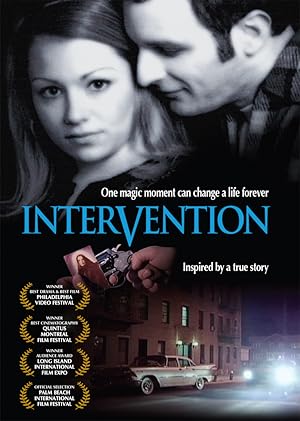 One magic moment can change a life forever
INTERVENTION
Inspired by a true story
WINNER
BEST DRAMA & BEST FILM
PHILADELPHIA
VIDEO FESTIVAL
WINNER
BEST CINEMATOGRAPHY
QUINTUS
MONTREAL
FILM FESTIVAL
WINNER
AUDIENCE AWARD
LONG ISLAND
INTERNATIONAL
FILM EXPO
OFFICIAL SELECTION
PALM BEACH
INTERNATIONAL
FILM FESTIVAL